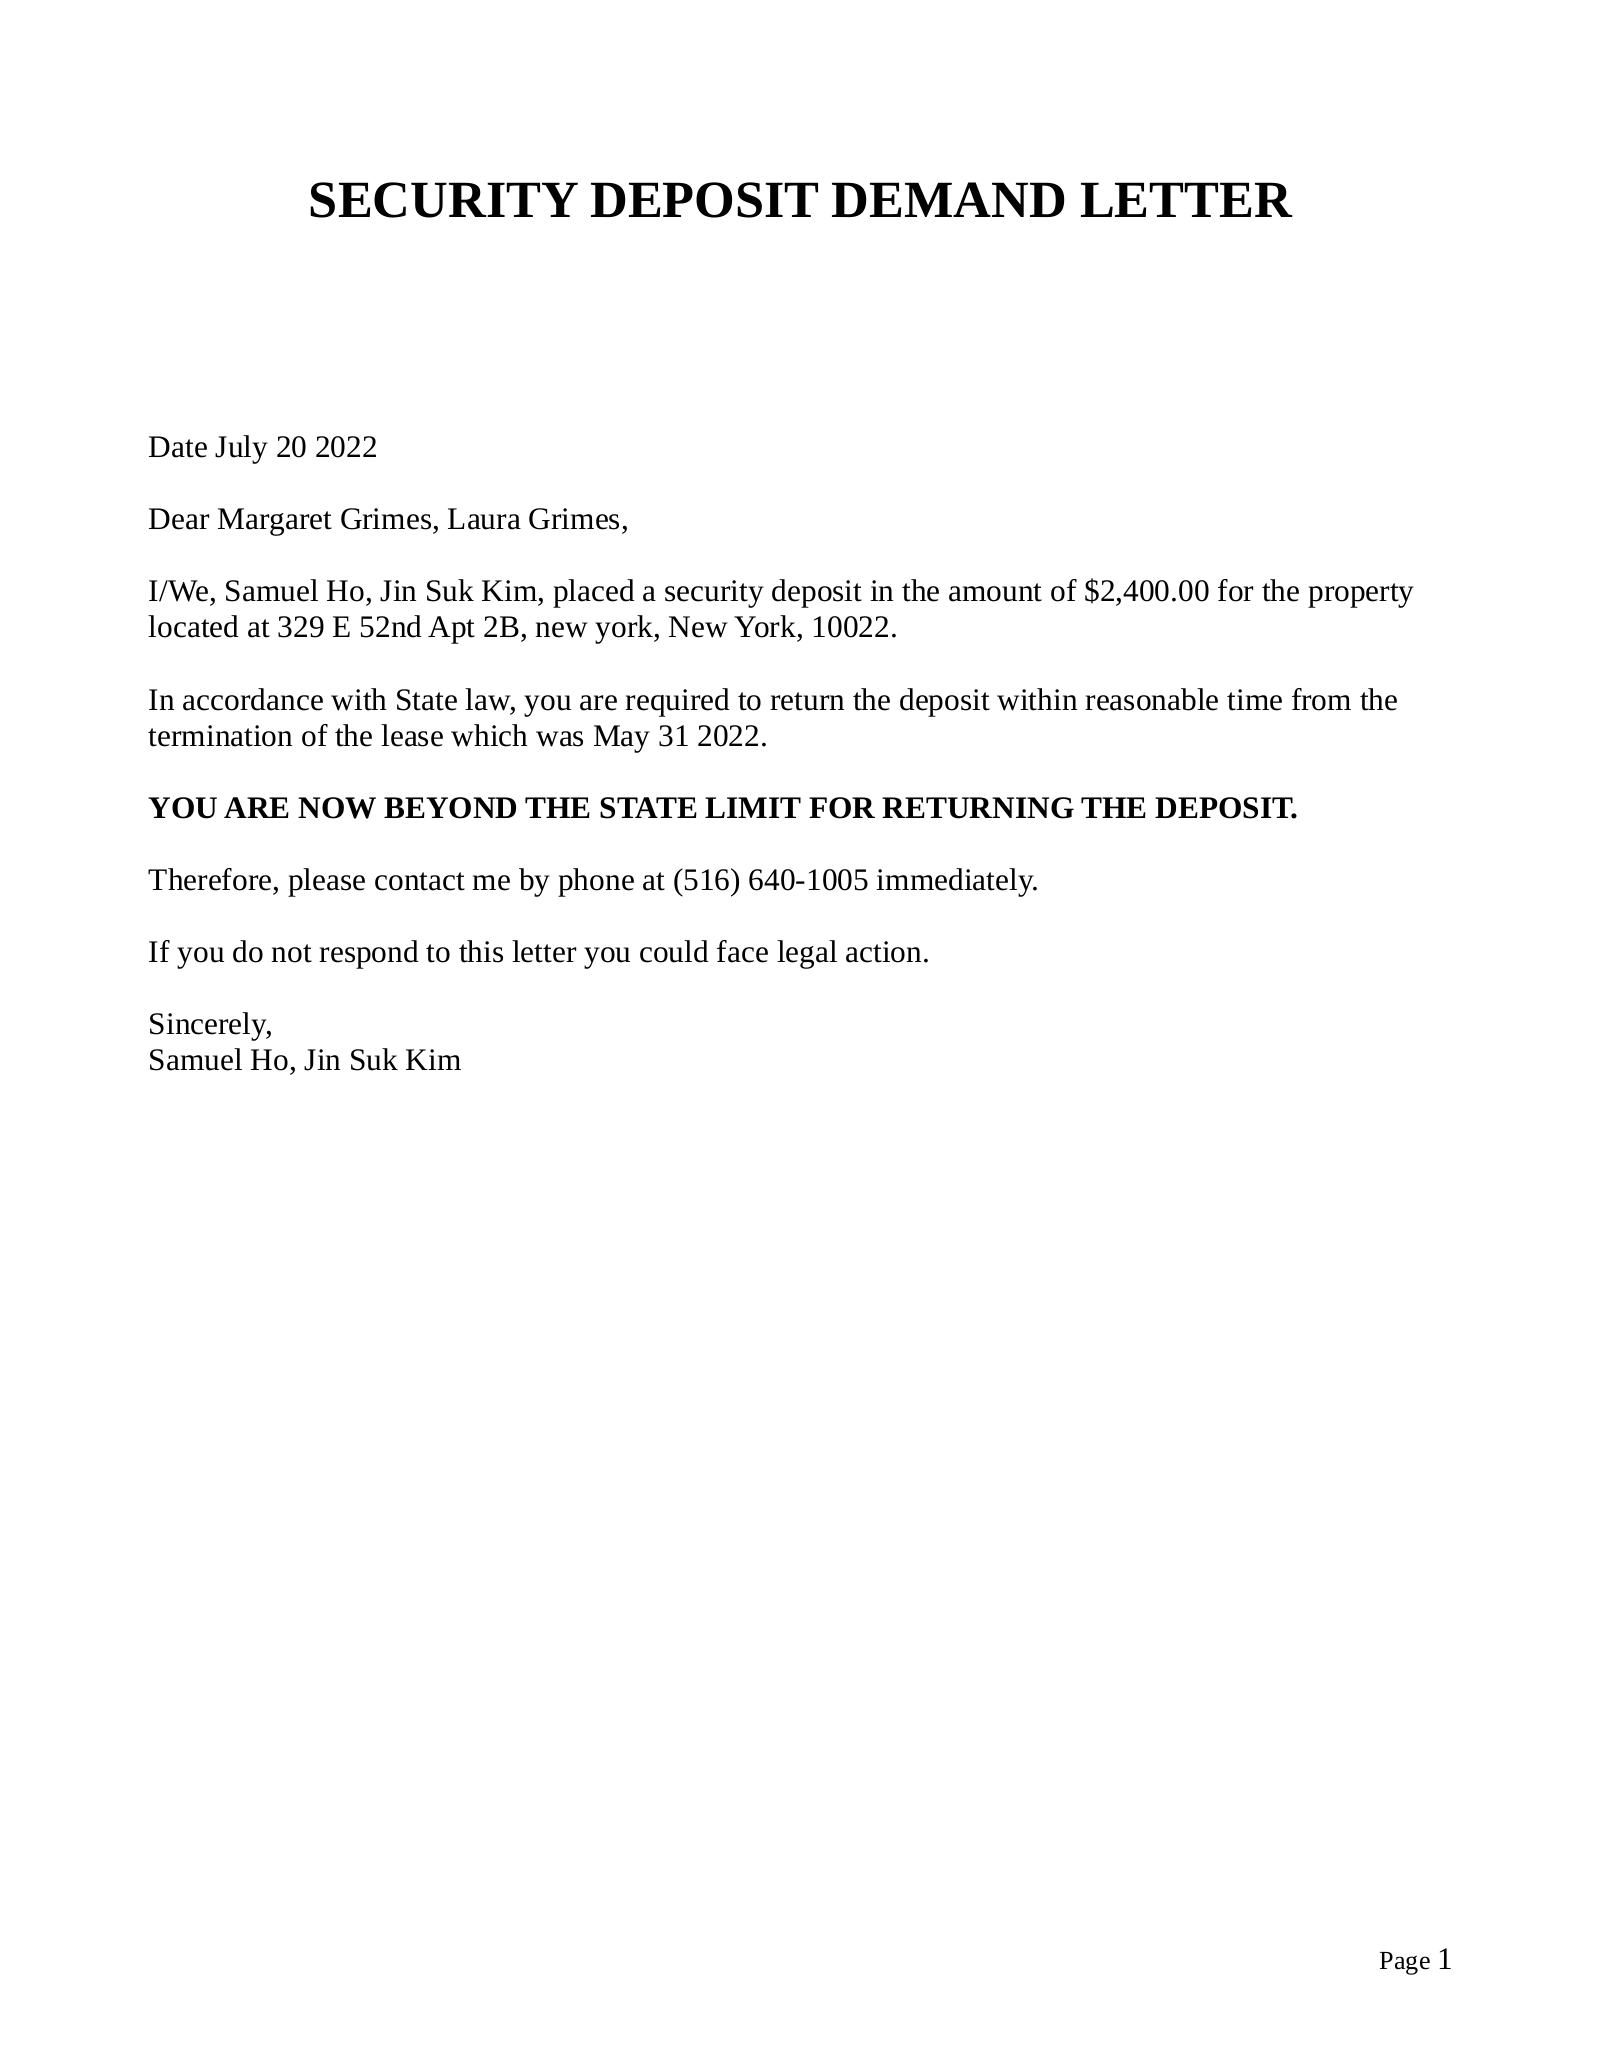 SECURITY DEPOSIT DEMAND LETTER
Date July 20 2022
Dear Margaret Grimes, Laura Grimes,
I/We, Samuel Ho, Jin Suk Kim, placed a security deposit in the amount of $2,400.00 for the property
located at 329 E 52nd Apt 2B, new york, New York, 10022.
In accordance with State law, you are required to return the deposit within reasonable time from the
termination of the lease which was May 31 2022.
YOU ARE NOW BEYOND THE STATE LIMIT FOR RETURNING THE DEPOSIT.
Therefore, please contact me by phone at (516) 640-1005 immediately.
If you do not respond to this letter you could face legal action.
Sincerely,
Samuel Ho, Jin Suk Kim
Page 1